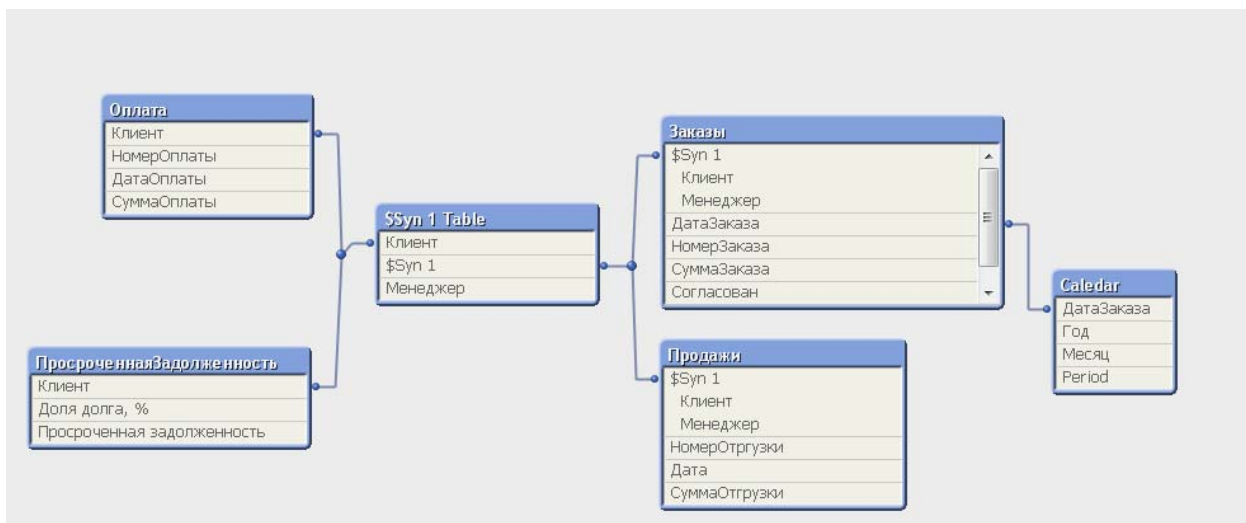 Оплата
Клиент
НомерОплаты
ДатаОплаты
СуммаОплаты
ПросроченнаяЗадолженность
Клиент
Доля долга, %
Просроченная задолженность
$Syn 1 Table
Клиент
$Syn 1
Менеджер
Заказы
$Syn 1
Клиент
Менеджер
ДатаЗаказа
НомерЗаказа
СуммаЗаказа
Согласован
Продажи
$Syn 1
Клиент
Менеджер
НомерОтргузки
Дата
СуммаОтгрузки
Caledar
ДатаЗаказа
Год
Месяц
Period